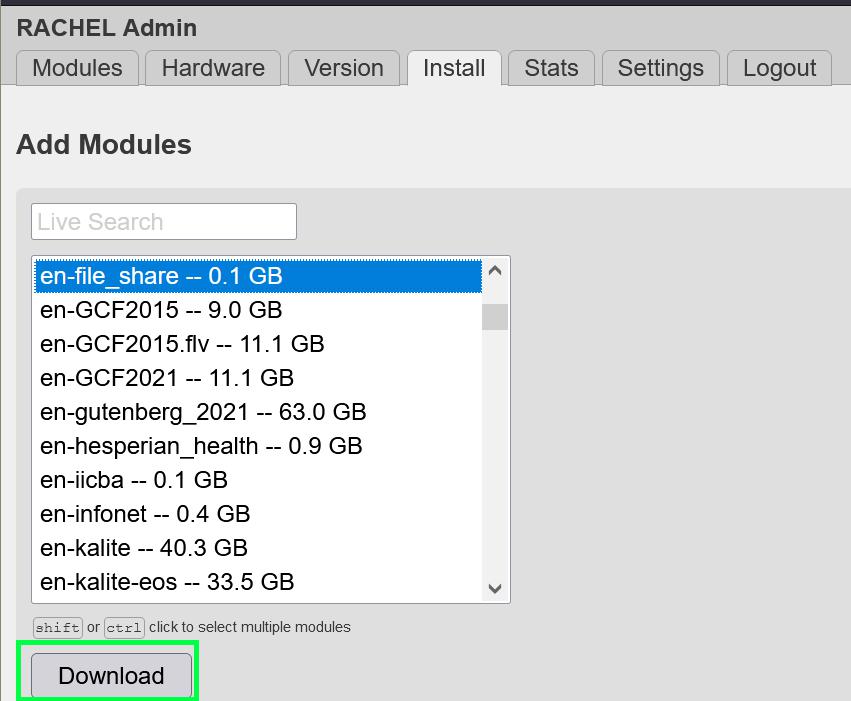 RACHEL Admin
Modules Hardware Version Install Stats Settings Logout
Add Modules
Live Search
en-file_share -- 0.1 GB
en-GCF2015 -- 9.0 GB
en-GCF2015.flv -- 11.1 GB
en-GCF2021 -- 11.1 GB
en-gutenberg_2021 -- 63.0 GB
en-hesperian_health -- 0.9 GB
en-iicba -- 0.1 GB
en-infonet -- 0.4 GB
en-kalite -- 40.3 GB
en-kalite-eos -- 33.5 GB
shift or ctrl click to select multiple modules
Download